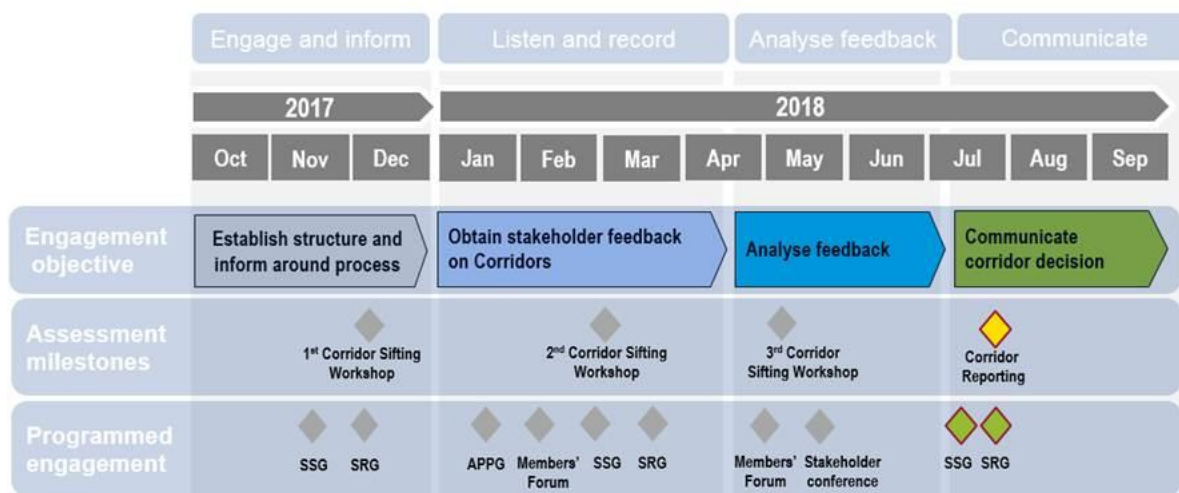 Engage and inform
Listen and record
Analyse feedback
Communicate
2017
2018
Oct
Nov
Dec
Jan
Feb
Mar
Apr
May
Jun
Jul
Aug
Sep
Engagement
objective
Establish structure and
inform around process
Obtain stakeholder feedback
on Corridors
Analyse feedback
Communicate
corridor decision
Assessment
milestones
1st Corridor Sifting
Workshop
2nd Corridor Sifting
Workshop
3rd Corridor
Sifting Workshop
Corridor
Reporting
Programmed
engagement
SSG
SRG
APPG
Members'
Forum
SSG
SRG
Members'
Forum
Stakeholder
conference
SSG
SRG